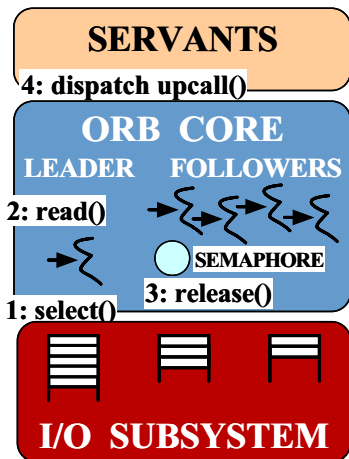 SERVANTS
4: dispatch upcall()
ORB CORE
LEADER FOLLOWERS
2: read()
SEMAPHORE
3: release()
1: select()
I/O SUBSYSTEM